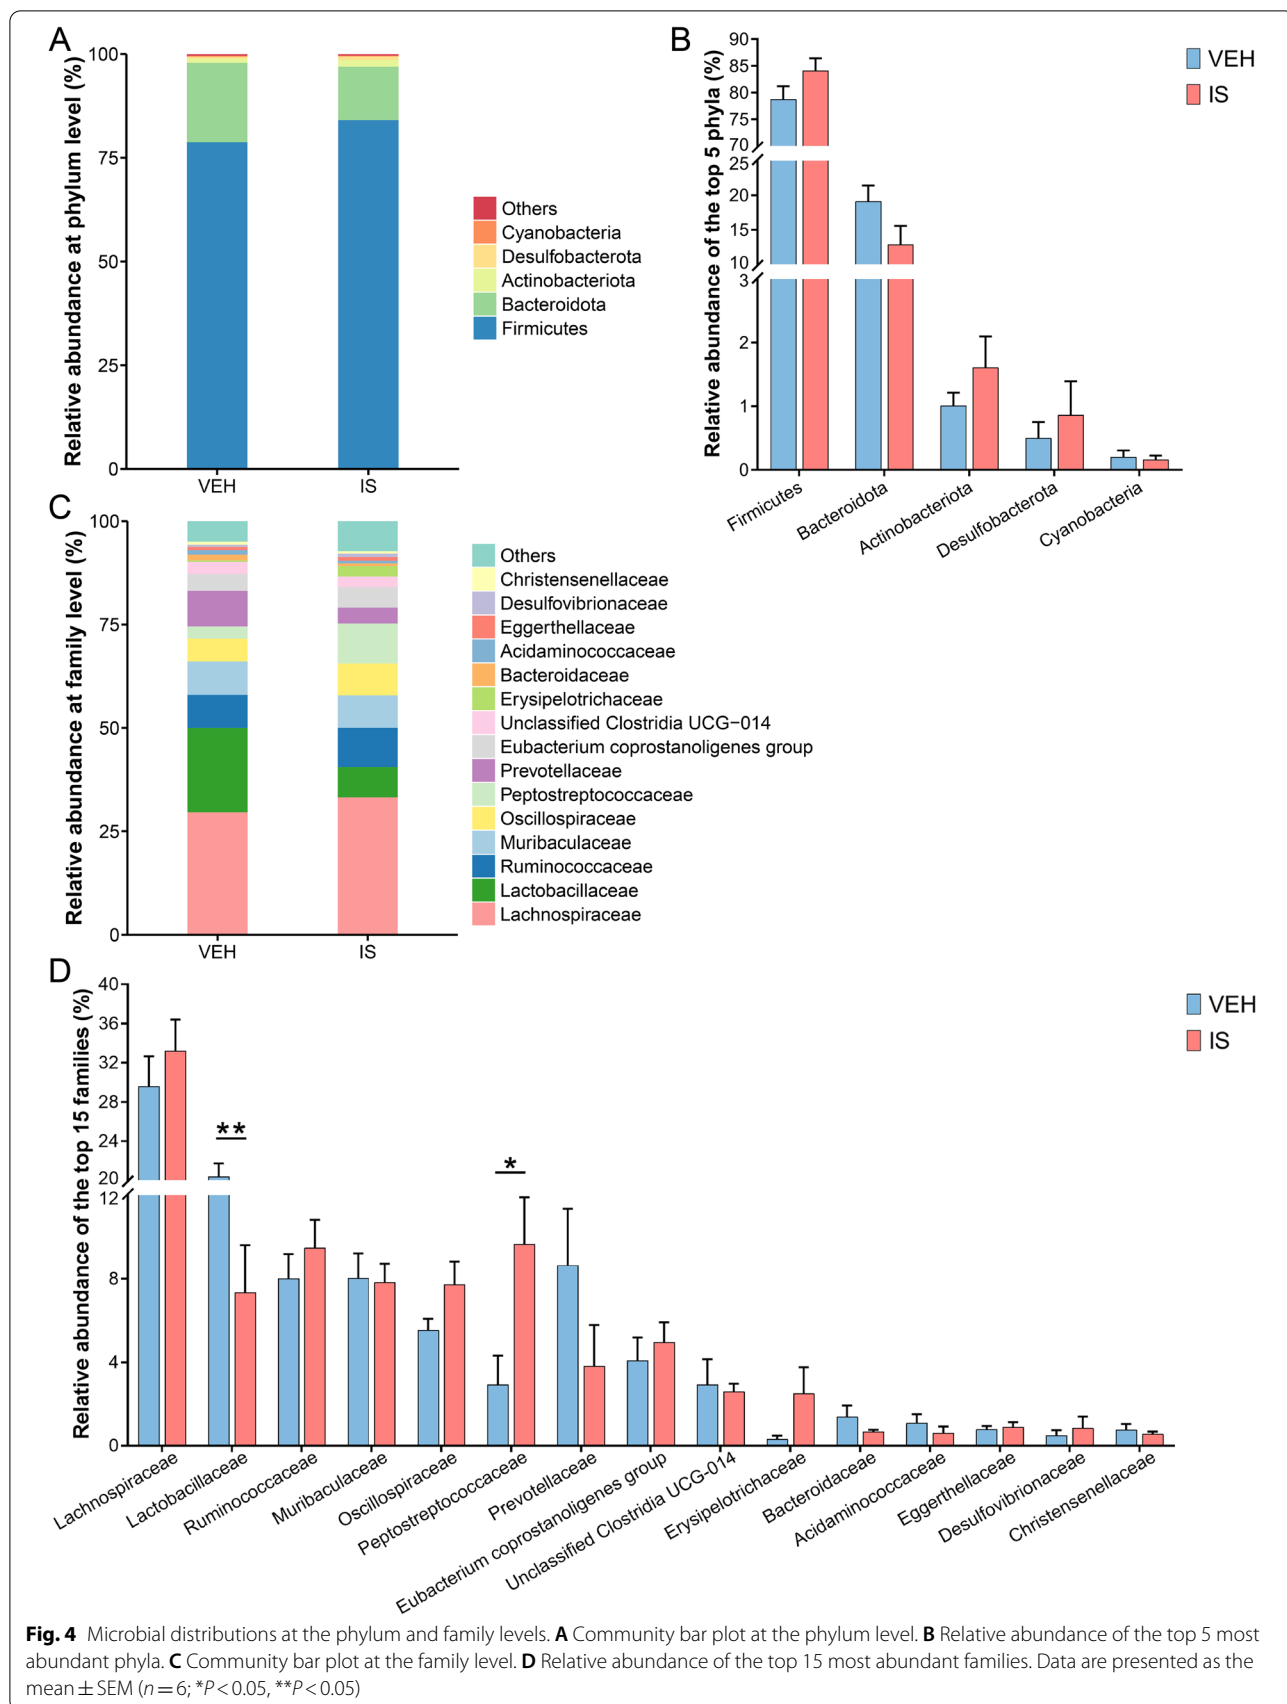 A
Relative abundance at phylum level (%)
100
75
50
25
0
VEH
IS
Others
Cyanobacteria
Desulfobacterota
Actinobacteriota
Bacteroidota
Firmicutes
B
Relative abundance of the top 5 phyla (%)
90
85
80
75
70
25
20
15
10
3
2
1
0
Firmicutes
Bacteroidota
Actinobacteriota
Desulfobacterota
Cyanobacteria
VEH
IS
C
Relative abundance at family level (%)
100
75
50
25
0
VEH
IS
Others
Christensenellaceae
Desulfovibrionaceae
Eggerthellaceae
Acidaminococcaceae
Bacteroidaceae
Erysipelotrichaceae
Unclassified Clostridia UCG−014
Eubacterium coprostanoligenes group
Prevotellaceae
Peptostreptococcaceae
Oscillospiraceae
Muribaculaceae
Ruminococcaceae
Lactobacillaceae
Lachnospiraceae
D
Relative abundance of the top 15 families (%)
40
36
32
28
24
20
12
8
4
0
**
*
VEH
IS
Lachnospiraceae
Lactobacillaceae
Ruminococcaceae
Muribaculaceae
Oscillospiraceae
Peptostreptococcaceae
Prevotellaceae
Eubacterium coprostanoligenes group
Unclassified Clostridia UCG-014
Erysipelotrichaceae
Bacteroidaceae
Acidaminococcaceae
Eggerthellaceae
Desulfovibrionaceae
Christensenellaceae
Fig. 4 Microbial distributions at the phylum and family levels. A Community bar plot at the phylum level. B Relative abundance of the top 5 most
abundant phyla. C Community bar plot at the family level. D Relative abundance of the top 15 most abundant families. Data are presented as the
mean ± SEM (n = 6; *P < 0.05, **P < 0.05)